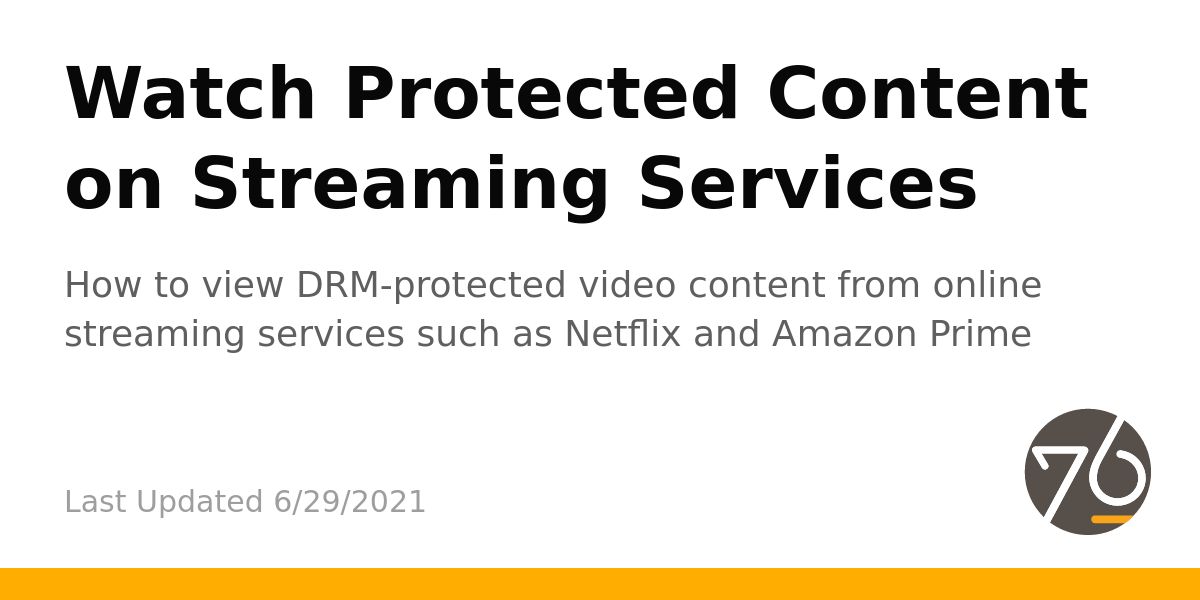 Watch Protected Content
on Streaming Services
How to view DRM-protected video content from online
streaming services such as Netflix and Amazon Prime
Last Updated 6/29/2021
76